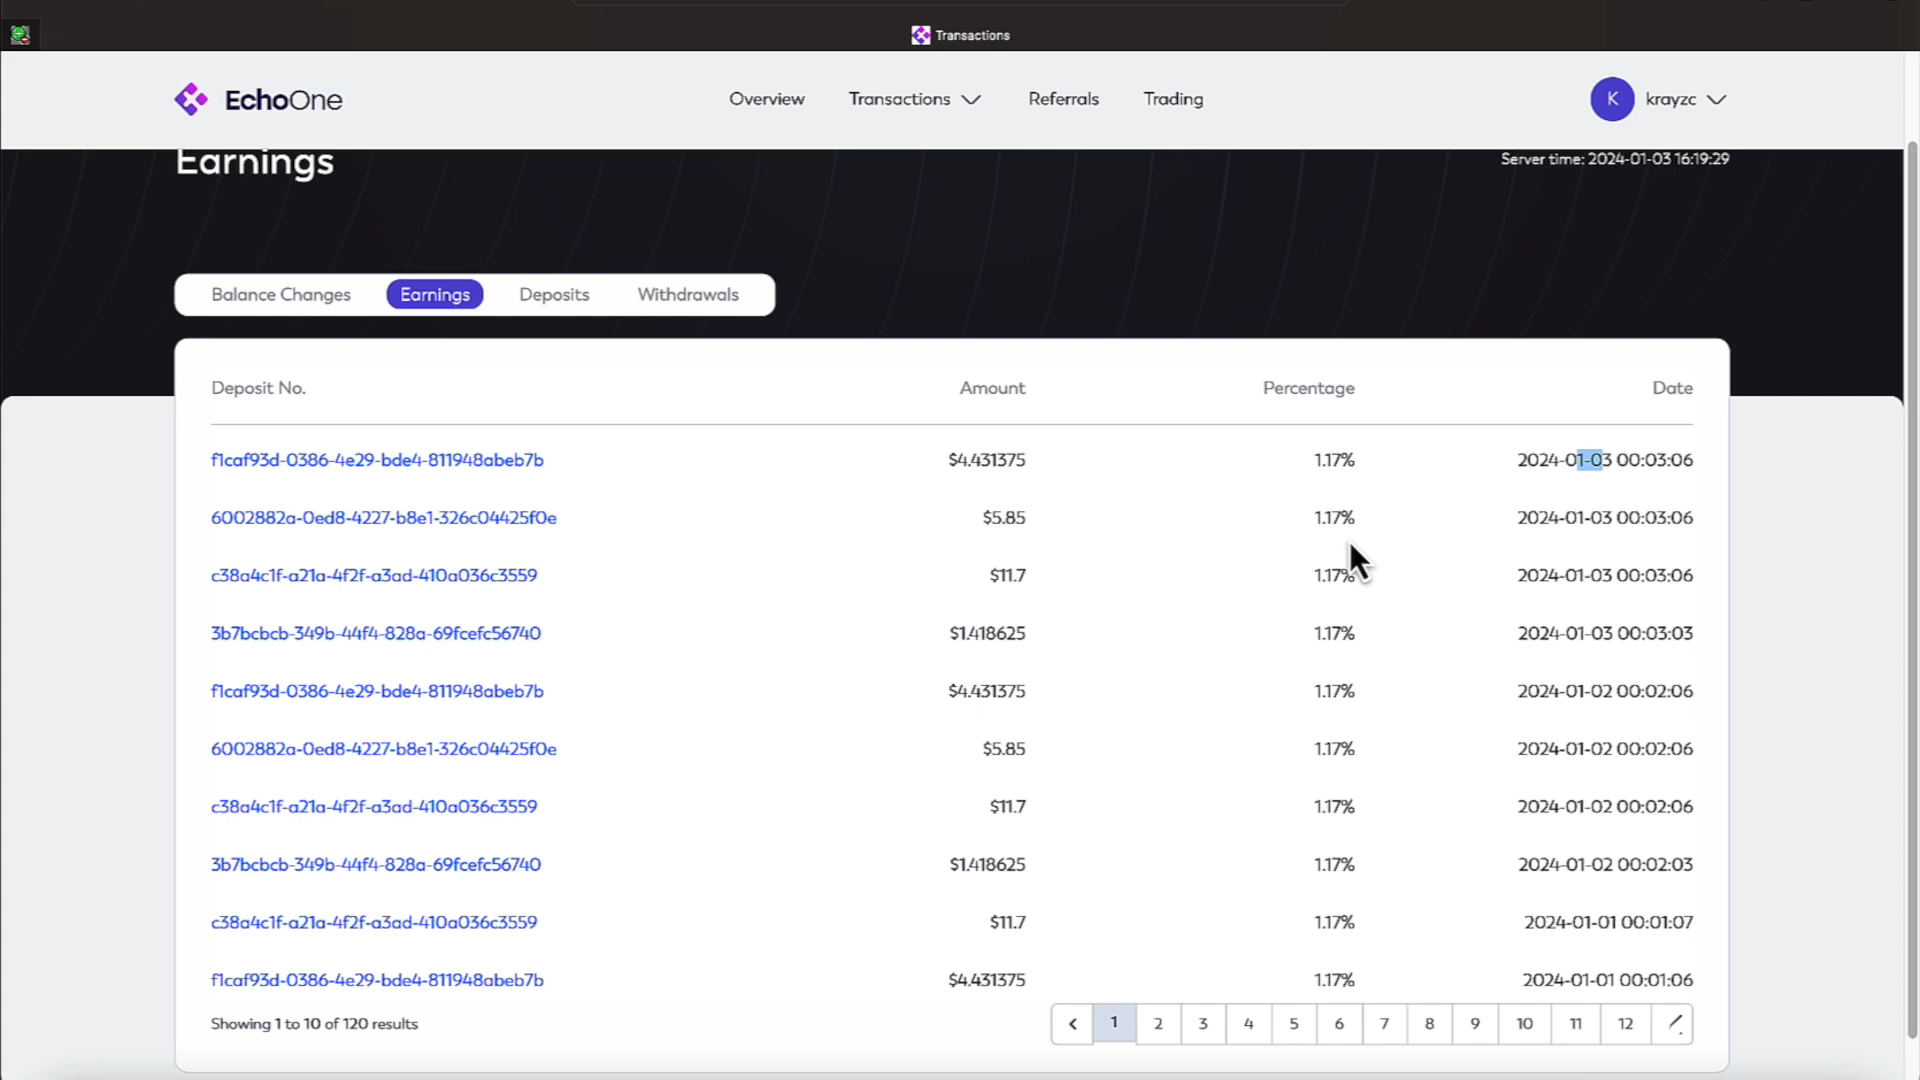 Transactions
EchoOne
Overview Transactions Referrals Trading
K krayzc
Earnings
Server time: 2024-01-03 16:19:29
Balance Changes Earnings Deposits Withdrawals
Deposit No. Amount Percentage Date
f1caf93d-0386-4e29-bde4-811948abeb7b $4.431375 1.17% 2024-01-03 00:03:06
6002882a-0ed8-4227-b8e1-326c04425f0e $5.85 1.17% 2024-01-03 00:03:06
c38a4c1f-a21a-4f2f-a3ad-410a036c3559 $11.7 1.17% 2024-01-03 00:03:06
3b7bcbcb-349b-44f4-828a-69fcefc56740 $1.418625 1.17% 2024-01-03 00:03:03
f1caf93d-0386-4e29-bde4-811948abeb7b $4.431375 1.17% 2024-01-02 00:02:06
6002882a-0ed8-4227-b8e1-326c04425f0e $5.85 1.17% 2024-01-02 00:02:06
c38a4c1f-a21a-4f2f-a3ad-410a036c3559 $11.7 1.17% 2024-01-02 00:02:06
3b7bcbcb-349b-44f4-828a-69fcefc56740 $1.418625 1.17% 2024-01-02 00:02:03
c38a4c1f-a21a-4f2f-a3ad-410a036c3559 $11.7 1.17% 2024-01-01 00:01:07
f1caf93d-0386-4e29-bde4-811948abeb7b $4.431375 1.17% 2024-01-01 00:01:06
Showing 1 to 10 of 120 results
1 2 3 4 5 6 7 8 9 10 11 12